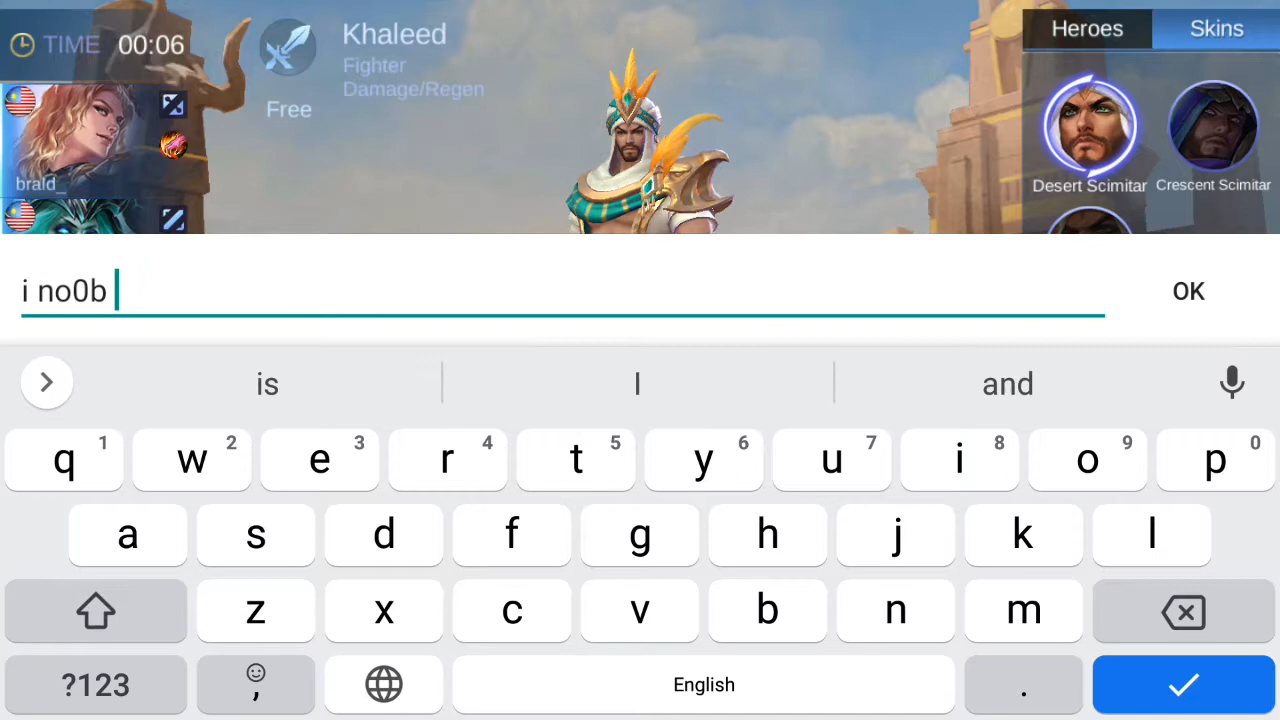 TIME 00:06
Khaleed
Fighter
Damage/Regen
Free
Heroes Skins
brald_
Desert Scimitar Crescent Scimitar
i no0b
OK
is I and
q 1 w 2 e 3 r 4 t 5 y 6 u 7 i 8 o 9 p 0
a s d f g h j k l
z x c v b n m
?123 , English .